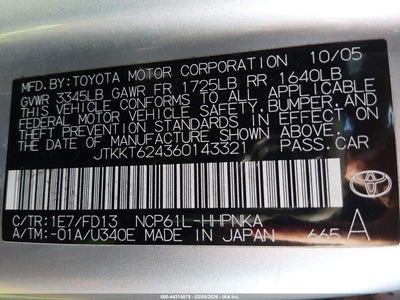 MFD.BY:TOYOTA MOTOR CORPORATION 10/05
GVWR 3345LB GAWR FR 1725LB RR 1640LB
THIS VEHICLE CONFORMS TO ALL APPLICABLE
FEDERAL MOTOR VEHICLE SAFETY,BUMPER,AND
THEFT PREVENTION STANDARDS IN EFFECT ON
THE DATE OF MANUFACTURE SHOWN ABOVE.
JTKKT624360143321 PASS.CAR
TOYOTA
C/TR:1E7/FD13 NCP61L-HHPNKA
A/TM:-01A/U340E MADE IN JAPAN 665 A